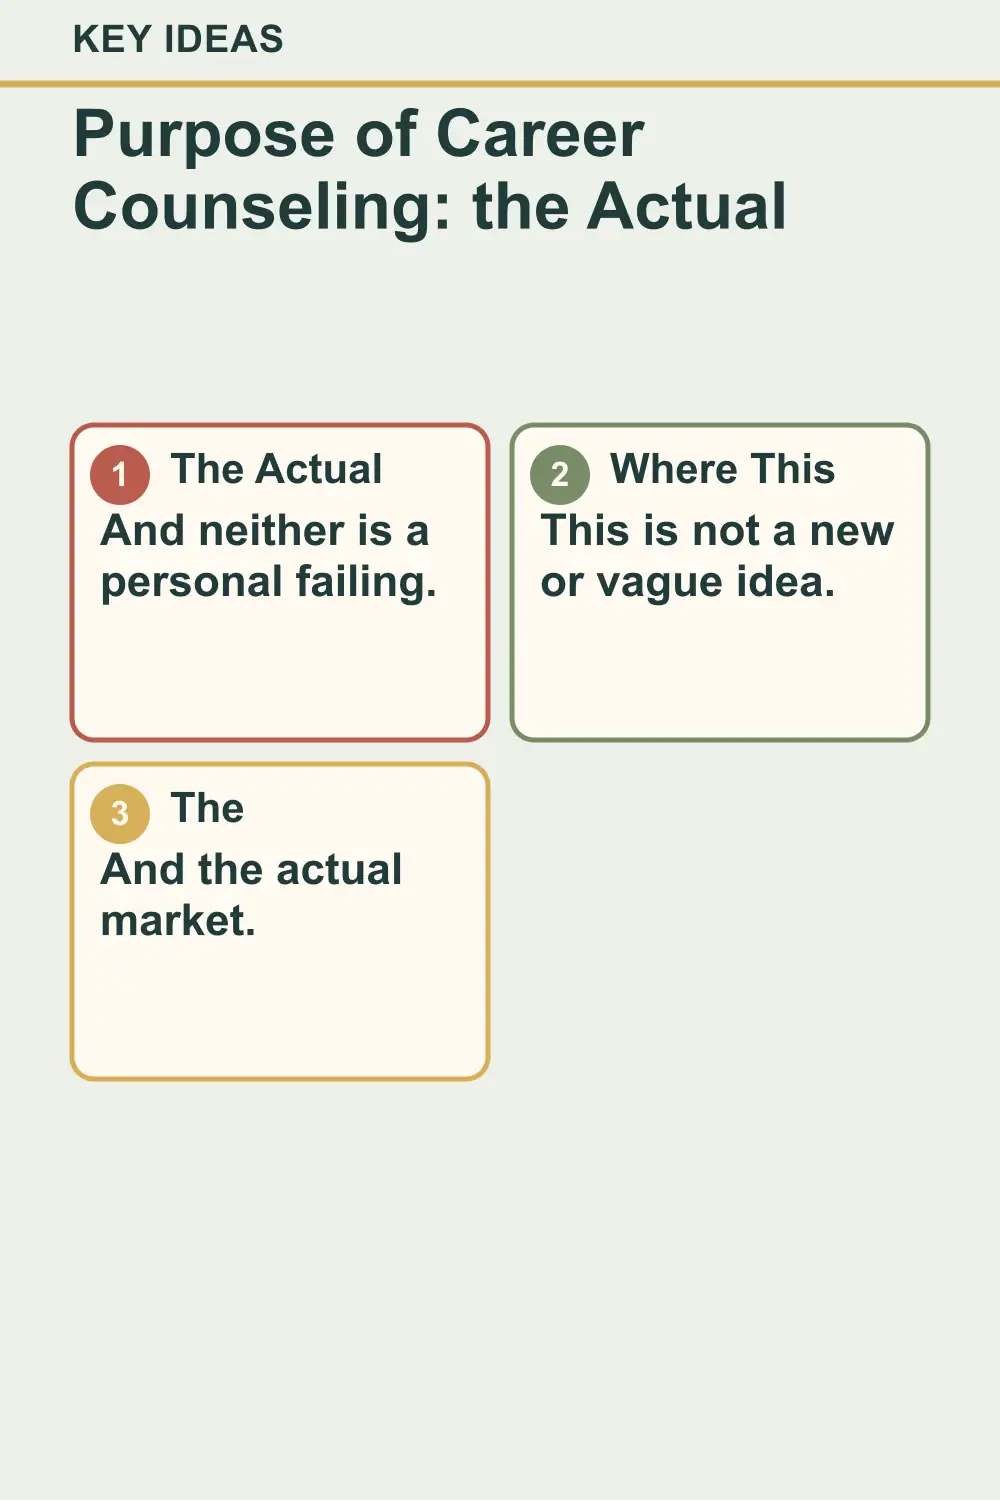 KEY IDEAS
Purpose of Career
Counseling: the Actual
1 The Actual
And neither is a
personal failing.
2 Where This
This is not a new
or vague idea.
3 The
And the actual
market.